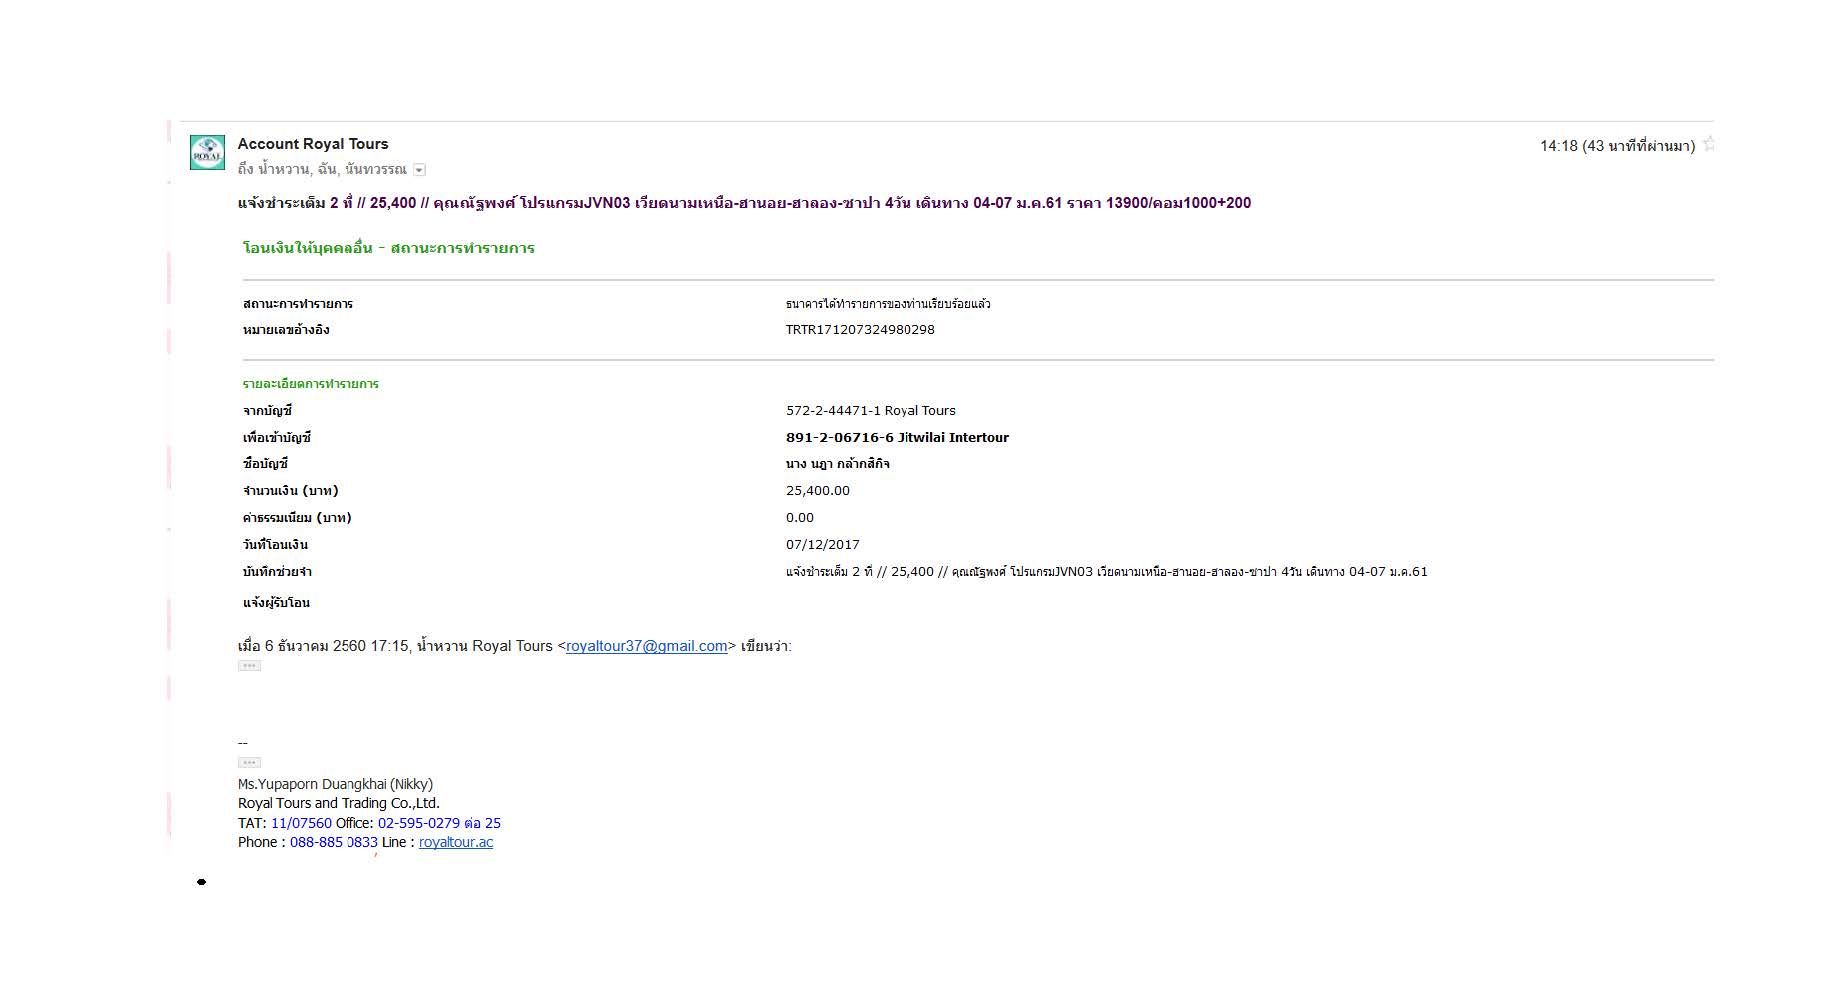 ROYAL
Account Royal Tours
14:18 (43 นาทีที่ผ่านมา)
ถึง น้ำหวาน, ฉัน, นันทวรรณ
แจ้งชำระเต็ม 2 ที่ // 25,400 // คุณณัฐพงศ์ โปรแกรมJVN03 เวียดนามเหนือ-ฮานอย-ฮาลอง-ซาปา 4วัน เดินทาง 04-07 ม.ค.61 ราคา 13900/คอม1000+200
โอนเงินให้บุคคลอื่น - สถานะการทำรายการ
สถานะการทำรายการ ธนาคารได้ทำรายการของท่านเรียบร้อยแล้ว
หมายเลขอ้างอิง TRTR171207324980298
รายละเอียดการทำรายการ
จากบัญชี 572-2-44471-1 Royal Tours
เพื่อเข้าบัญชี 891-2-06716-6 Jitwilai Intertour
ชื่อบัญชี นาง นฎา กล้ากสิกิจ
จำนวนเงิน (บาท) 25,400.00
ค่าธรรมเนียม (บาท) 0.00
วันที่โอนเงิน 07/12/2017
บันทึกช่วยจำ แจ้งชำระเต็ม 2 ที่ // 25,400 // คุณณัฐพงศ์ โปรแกรมJVN03 เวียดนามเหนือ-ฮานอย-ฮาลอง-ซาปา 4วัน เดินทาง 04-07 ม.ค.61
แจ้งผู้รับโอน
เมื่อ 6 ธันวาคม 2560 17:15, น้ำหวาน Royal Tours <royaltour37@gmail.com> เขียนว่า:
--
Ms.Yupaporn Duangkhai (Nikky)
Royal Tours and Trading Co.,Ltd.
TAT: 11/07560 Office: 02-595-0279 ต่อ 25
Phone : 088-885 0833 Line : royaltour.ac